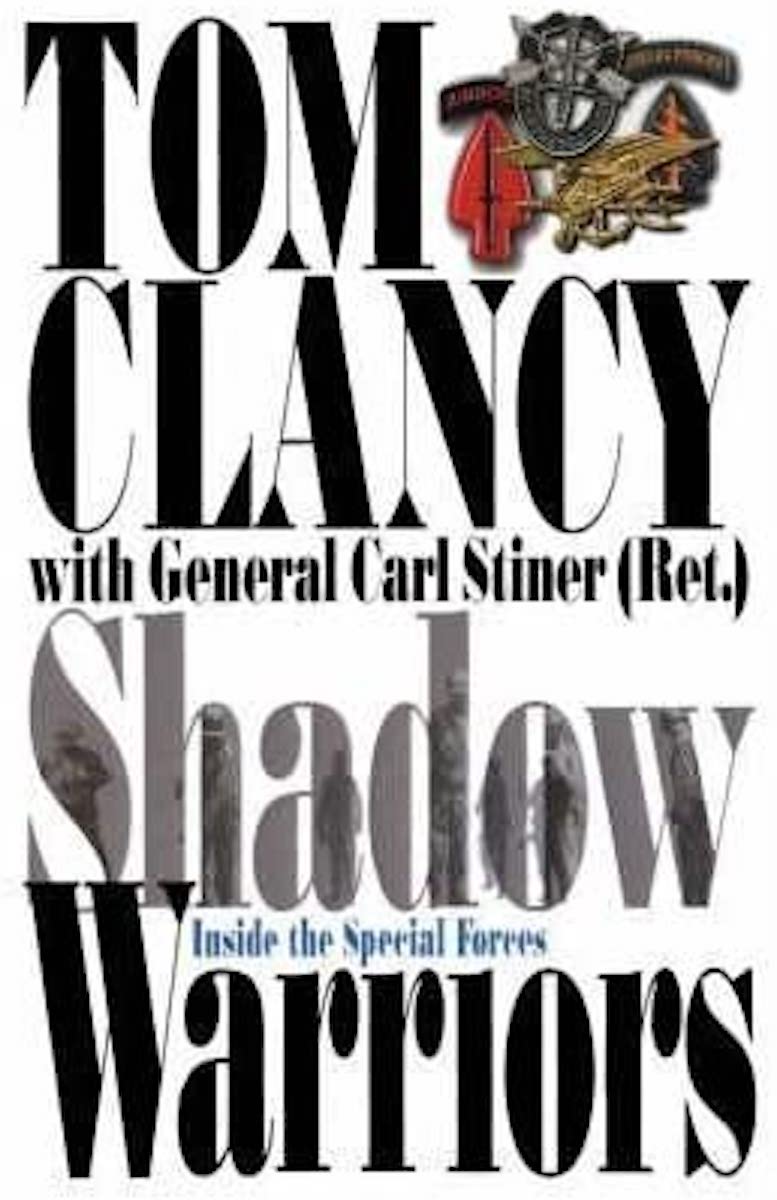 TOM
CLANCY
with General Carl Stiner (Ret.)
Shadow
Inside the Special Forces
Warriors